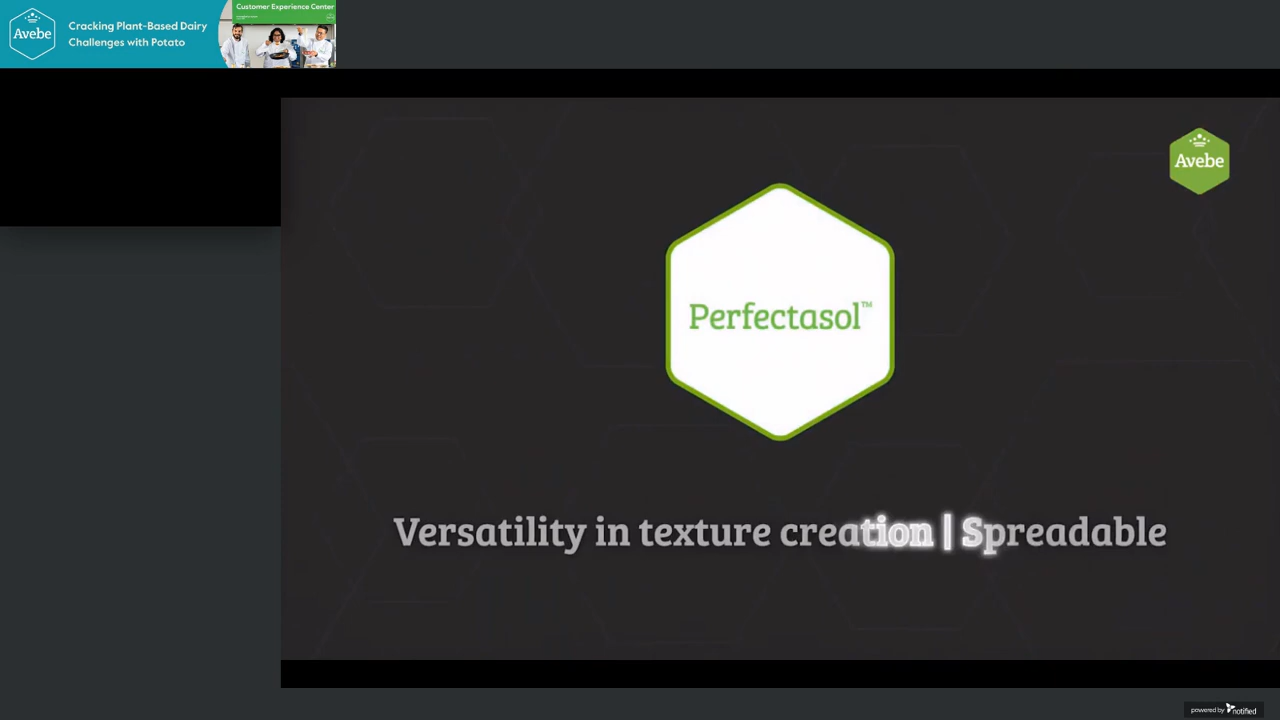 Avebe
Cracking Plant-Based Dairy
Challenges with Potato
Customer Experience Center
Avebe
Perfectasol™
Versatility in texture creation | Spreadable
powered by notified